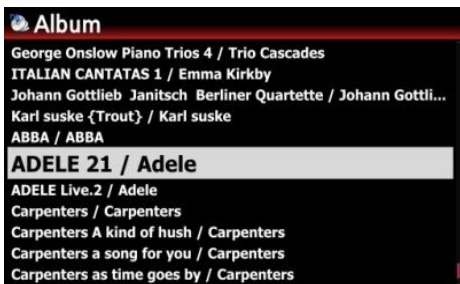 Album
George Onslow Piano Trios 4 / Trio Cascades
ITALIAN CANTATAS 1 / Emma Kirkby
Johann Gottlieb  Janitsch  Berliner Quartette / Johann Gottli...
Karl suske {Trout} / Karl suske
ABBA / ABBA
ADELE 21 / Adele
ADELE Live.2 / Adele
Carpenters / Carpenters
Carpenters A kind of hush / Carpenters
Carpenters a song for you / Carpenters
Carpenters as time goes by / Carpenters